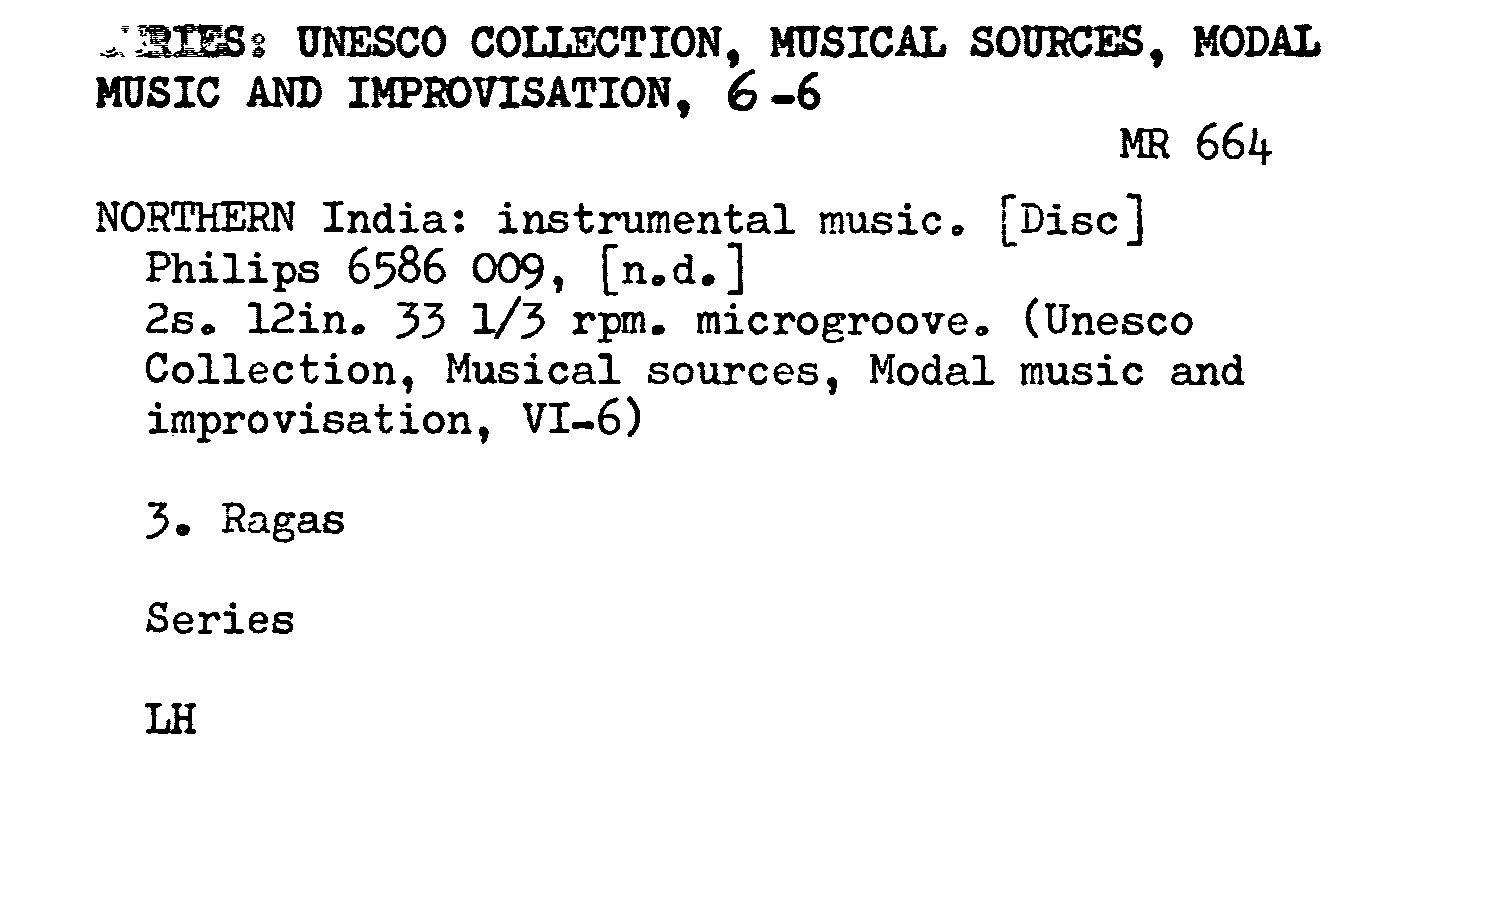 SERIES: UNESCO COLLECTION, MUSICAL SOURCES, MODAL
MUSIC AND IMPROVISATION, 6-6
MR 664
NORTHERN India: instrumental music. [Disc]
Philips 6586 009, [n.d.]
2s. 12in. 33 1/3 rpm. microgroove. (Unesco
Collection, Musical sources, Modal music and
improvisation, VI-6)
3. Ragas
Series
LH